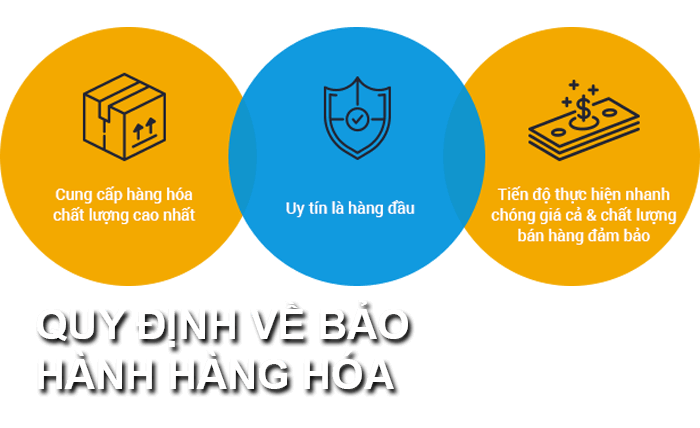 Cung cấp hàng hóa
chất lượng cao nhất
Uy tín là hàng đầu
Tiến độ thực hiện nhanh
chóng giá cả & chất lượng
bán hàng đảm bảo
QUY ĐỊNH VỀ BẢO
HÀNH HÀNG HÓA